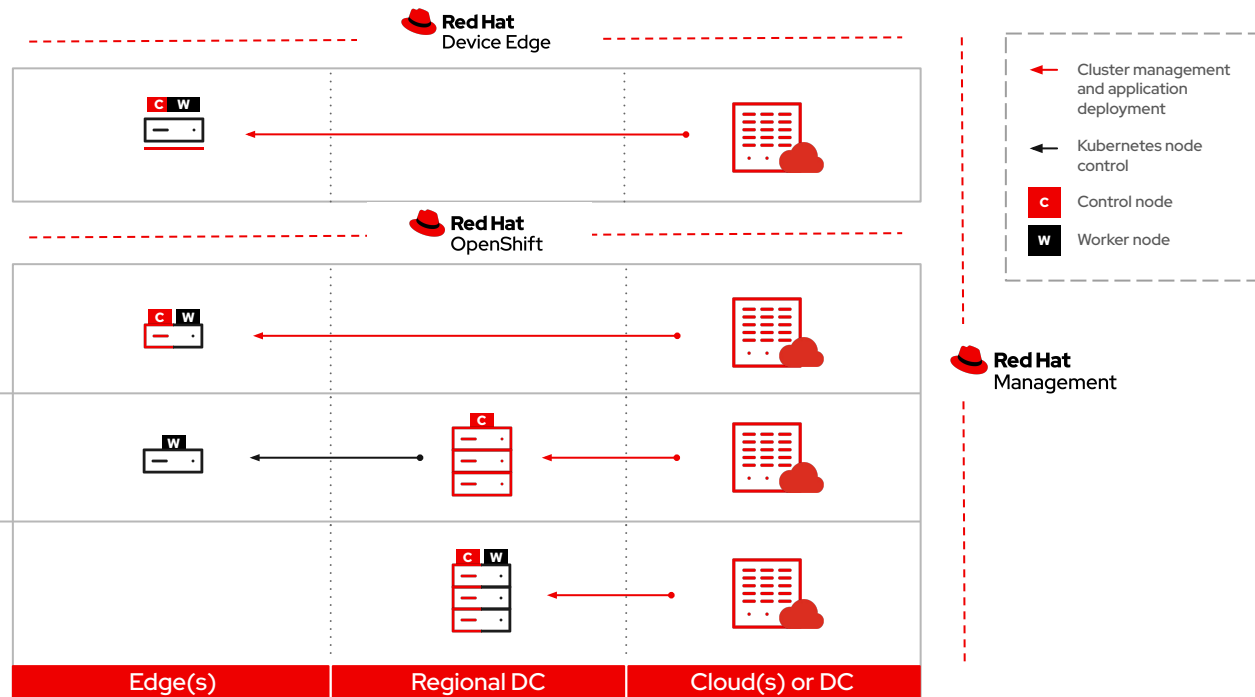 Red Hat
Device Edge
C W
Cluster management
and application
deployment
Kubernetes node
control
C Control node
W Worker node
Red Hat
OpenShift
C W
Red Hat
Management
C
W
C W
Edge(s)
Regional DC
Cloud(s) or DC